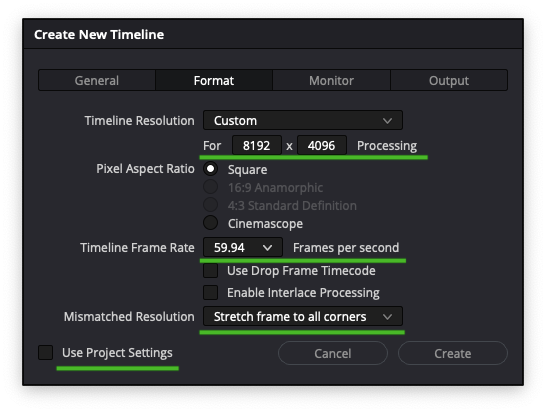 Create New Timeline
General Format Monitor Output
Timeline Resolution Custom
For 8192 x 4096 Processing
Pixel Aspect Ratio Square
16:9 Anamorphic
4:3 Standard Definition
Cinemascope
Timeline Frame Rate 59.94 Frames per second
Use Drop Frame Timecode
Enable Interlace Processing
Mismatched Resolution Stretch frame to all corners
Use Project Settings Cancel Create